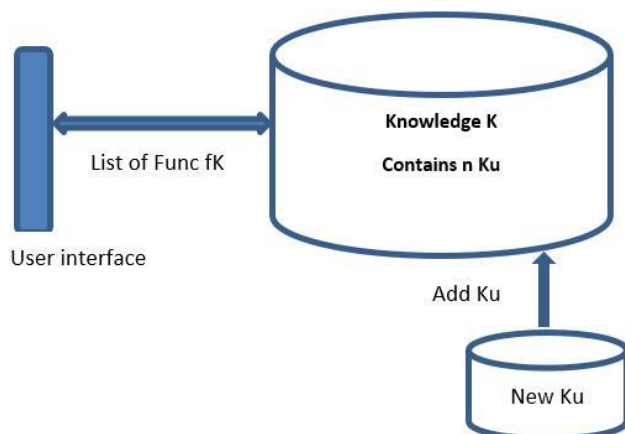 Knowledge K
Contains n Ku
List of Func fK
User interface
Add Ku
New Ku